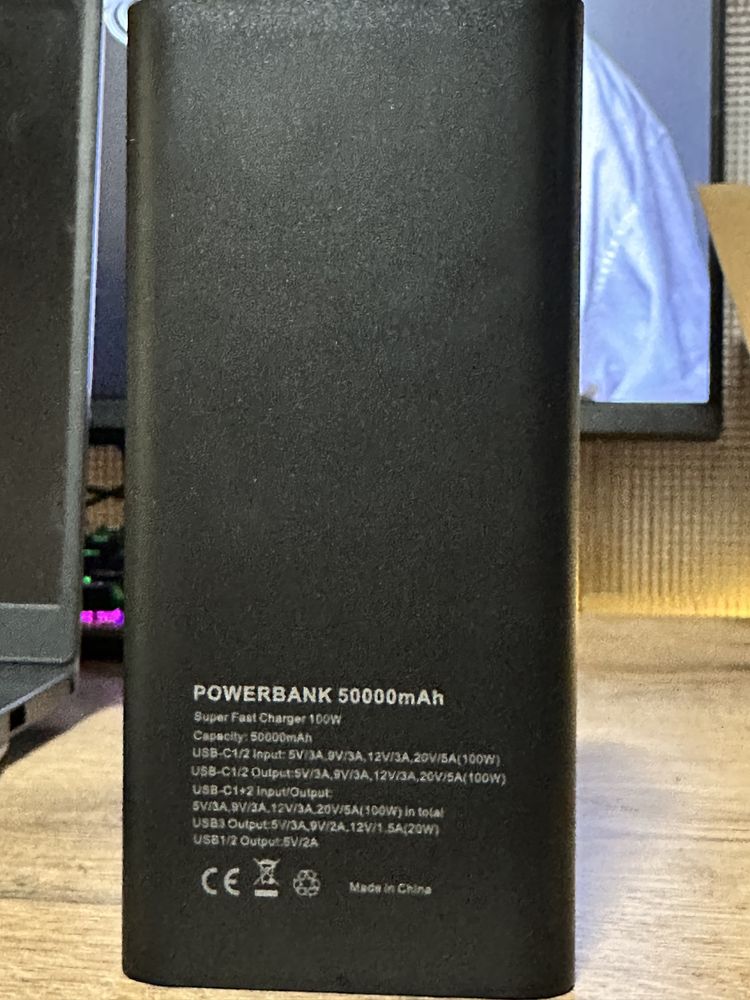 POWERBANK 50000mAh
Super Fast Charger 100W
Capacity: 50000mAh
USB-C1/2 Input: 5V/3A,9V/3A,12V/3A,20V/5A(100W)
USB-C1/2 Output:5V/3A,9V/3A,12V/3A,20V/5A(100W)
USB-C1+2 Input/Output:
5V/3A,9V/3A,12V/3A,20V/5A(100W) in total
USB3 Output:5V/3A,9V/2A,12V/1.5A(20W)
USB1/2 Output:5V/2A
CE Made in China